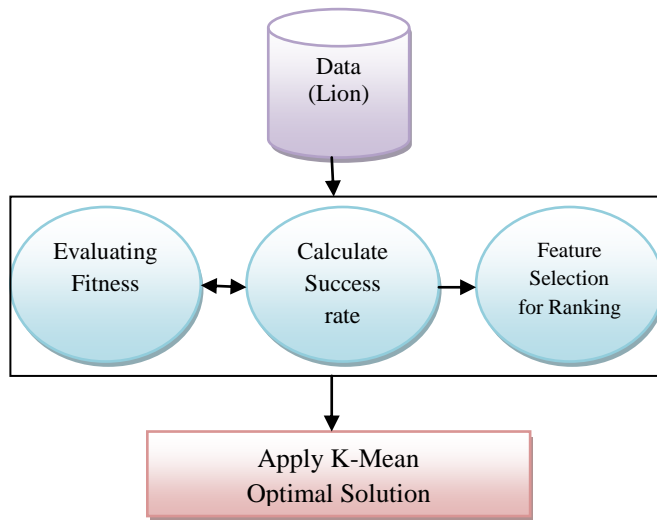 Data
(Lion)
Evaluating
Fitness
Calculate
Success
rate
Feature
Selection
for Ranking
Apply K-Mean
Optimal Solution